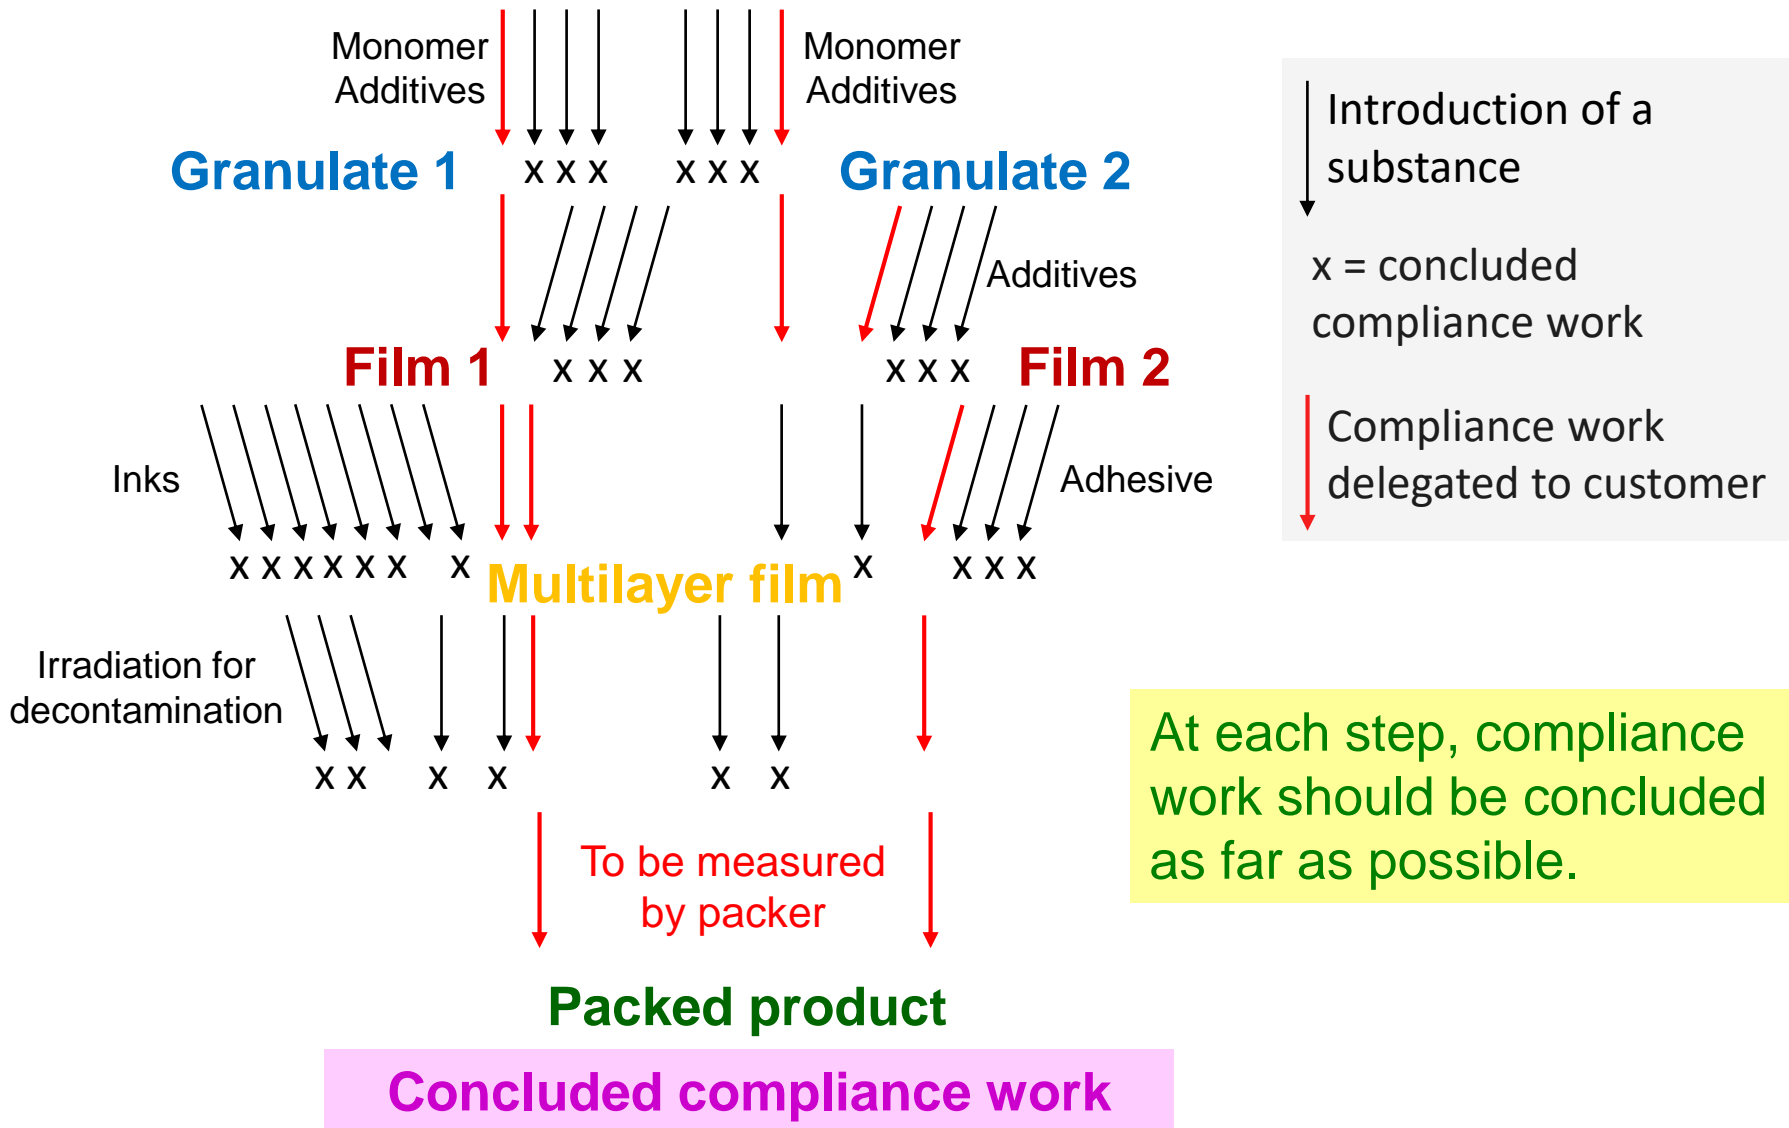 Monomer
Additives
Monomer
Additives
Granulate 1
x x x
x x x
Granulate 2
Additives
Film 1
x x x
x x x
Film 2
Inks
Adhesive
x x x x x x x
Multilayer film
x
x x x
Irradiation for
decontamination
x x x x
x x
To be measured
by packer
Packed product
Concluded compliance work
Introduction of a
substance
x = concluded
compliance work
Compliance work
delegated to customer
At each step, compliance
work should be concluded
as far as possible.